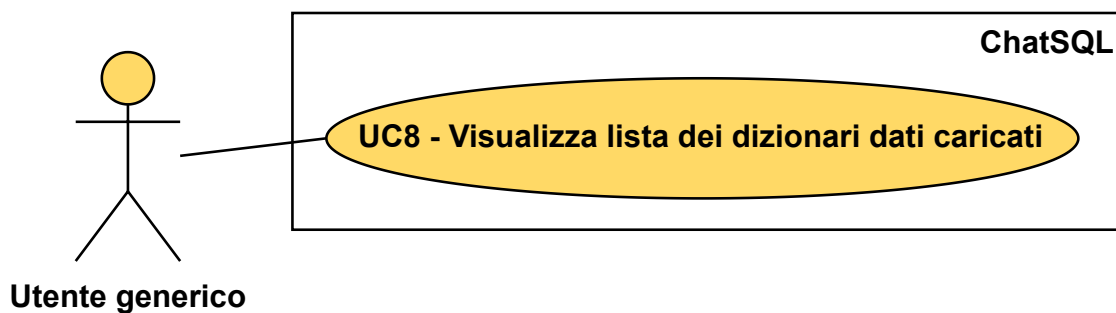 ChatSQL
UC8 - Visualizza lista dei dizionari dati caricati
Utente generico